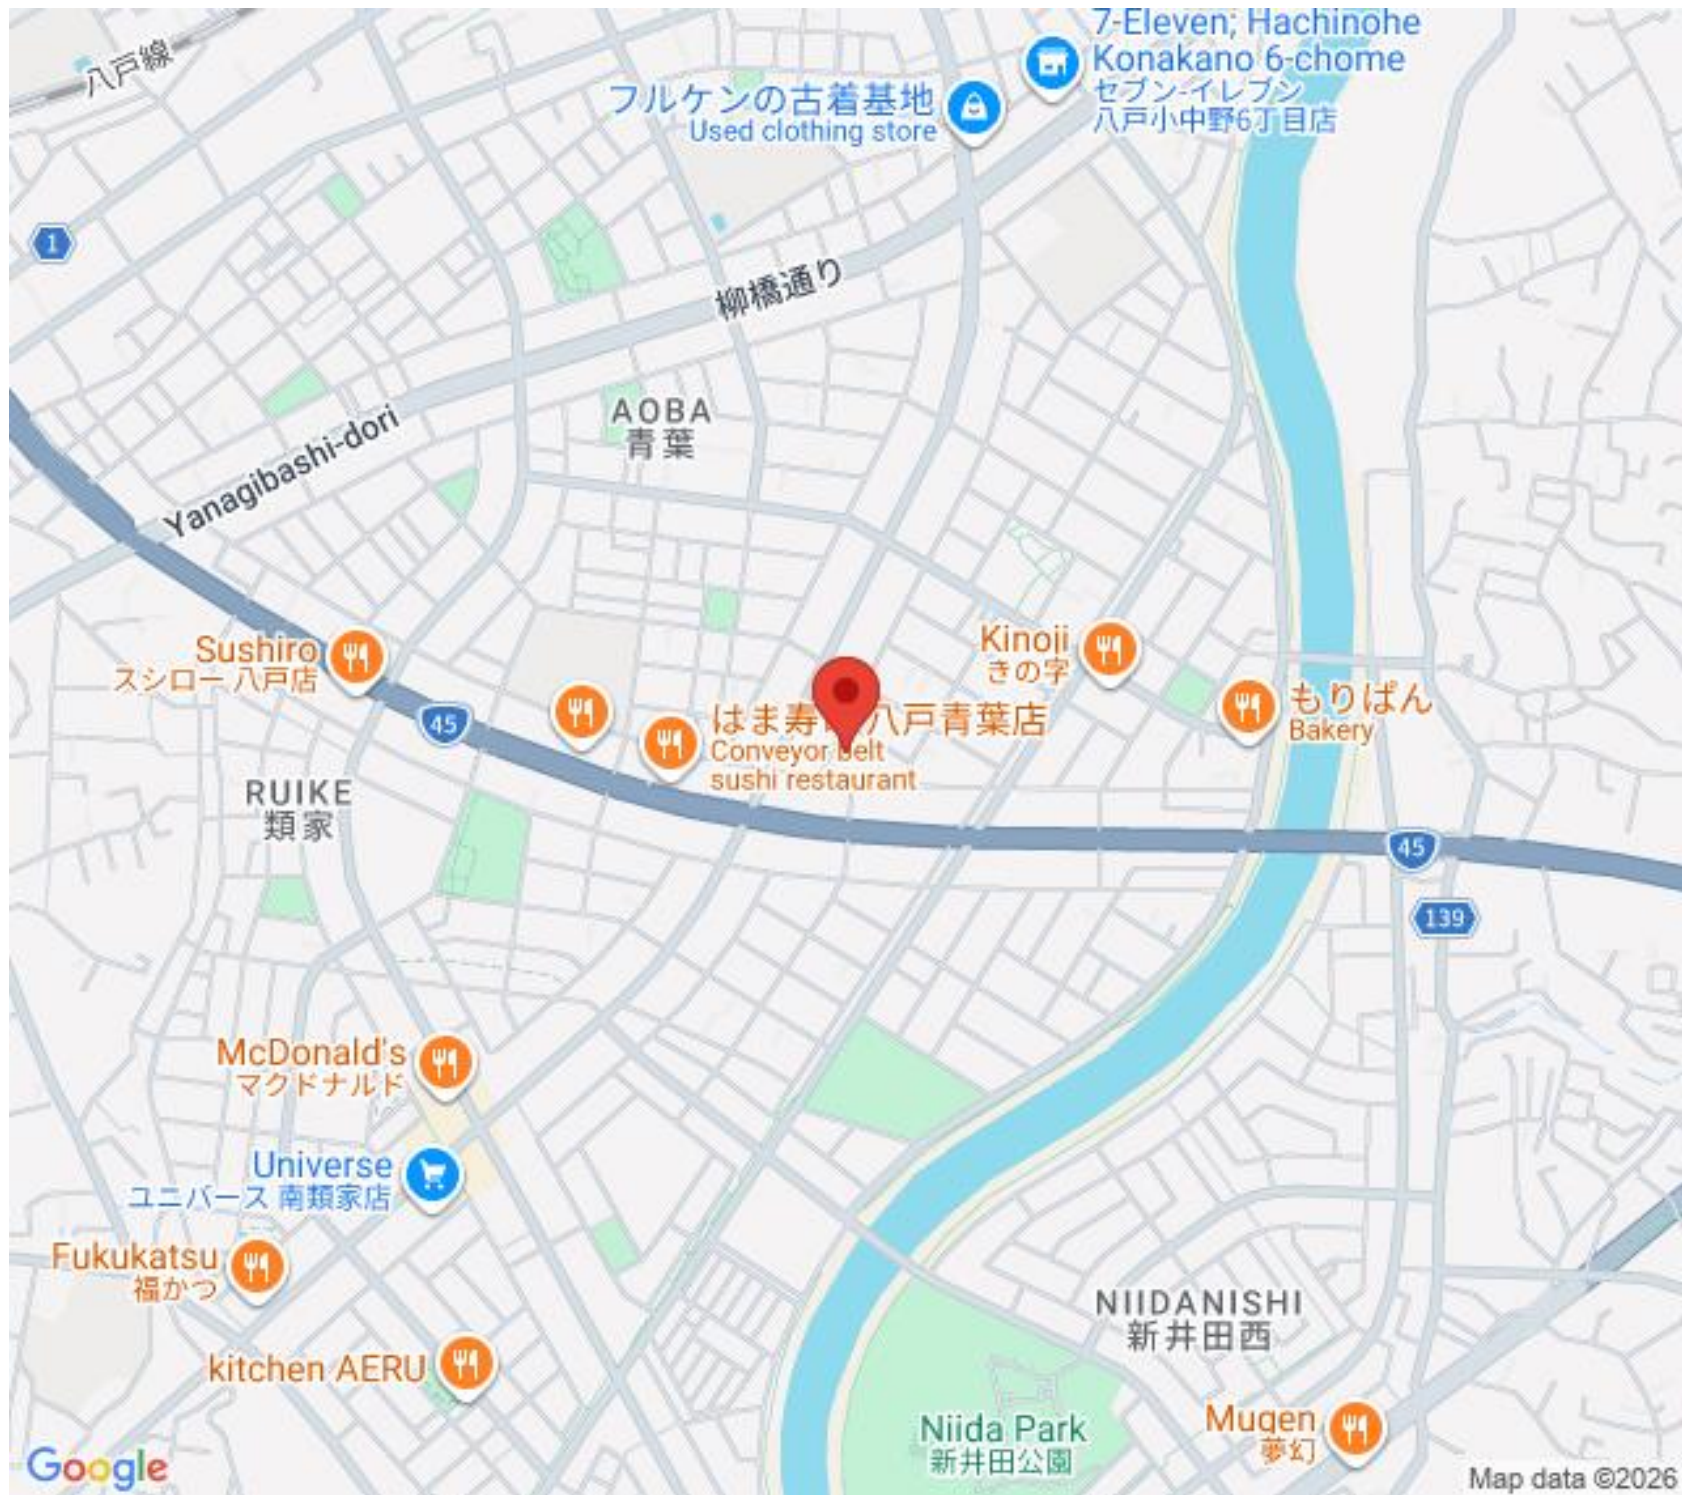 八戸線
7-Eleven, Hachinohe
Konakano 6-chome
セブン-イレブン
八戸小中野6丁目店
フルケンの古着基地
Used clothing store
1
柳橋通り
AOBA
青葉
Yanagibashi-dori
Sushiro
スシロー 八戸店
Kinoji
きの字
もりぱん
Bakery
45
はま寿
八戸青葉店
Conveyor belt
sushi restaurant
RUIKE
類家
45
139
McDonald's
マクドナルド
Universe
ユニバース 南類家店
Fukukatsu
福かつ
NIIDANISHI
新井田西
kitchen AERU
Niida Park
新井田公園
Mugen
夢幻
Google
Map data ©2026